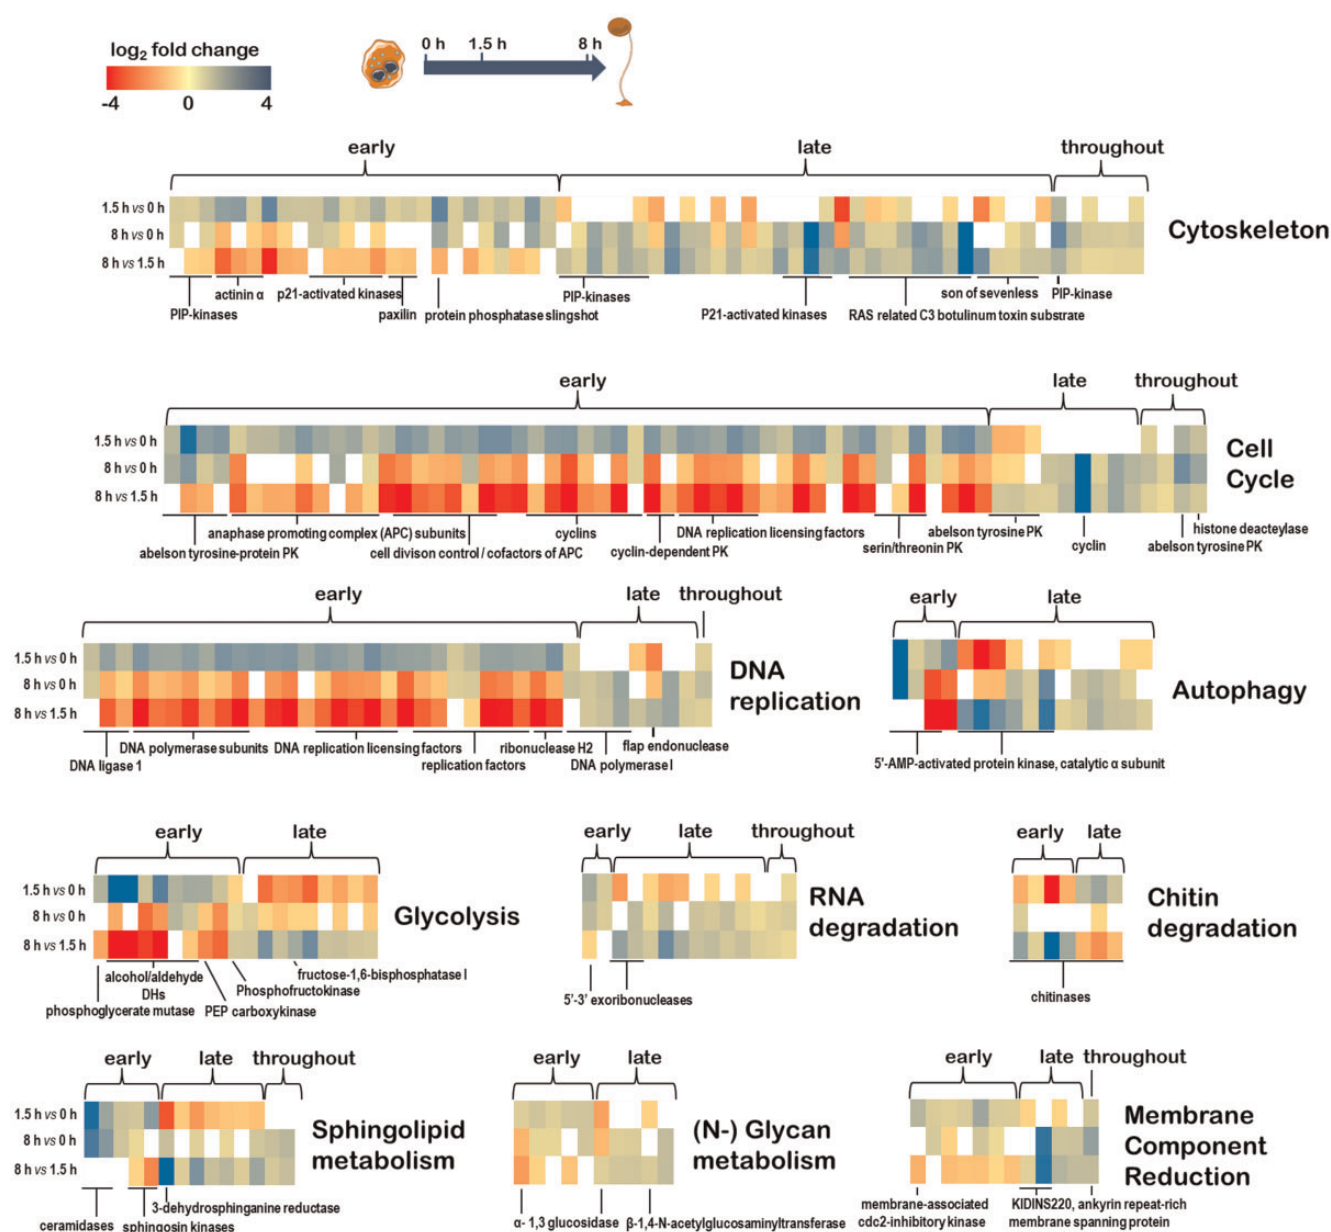 log2 fold change
-4 0 4
0 h 1.5 h 8 h
early late throughout
1.5 h vs 0 h
8 h vs 0 h
8 h vs 1.5 h
Cytoskeleton
PIP-kinases
actinin α
p21-activated kinases
paxilin
protein phosphatase slingshot
PIP-kinases
P21-activated kinases
RAS related C3 botulinum toxin substrate
son of sevenless
PIP-kinase
early late throughout
1.5 h vs 0 h
8 h vs 0 h
8 h vs 1.5 h
Cell
Cycle
abelson tyrosine-protein PK
anaphase promoting complex (APC) subunits
cell divison control / cofactors of APC
cyclins
cyclin-dependent PK
DNA replication licensing factors
serin/threonin PK
abelson tyrosine PK
cyclin
abelson tyrosine PK
histone deacteylase
early late throughout
1.5 h vs 0 h
8 h vs 0 h
8 h vs 1.5 h
DNA
replication
DNA ligase 1
DNA polymerase subunits
DNA replication licensing factors
replication factors
ribonuclease H2
DNA polymerase I
flap endonuclease
early late
Autophagy
5'-AMP-activated protein kinase, catalytic α subunit
early late
1.5 h vs 0 h
8 h vs 0 h
8 h vs 1.5 h
Glycolysis
phosphoglycerate mutase
alcohol/aldehyde
DHs
PEP carboxykinase
Phosphofructokinase
fructose-1,6-bisphosphatase I
early late throughout
RNA
degradation
5'-3' exoribonucleases
early late
Chitin
degradation
chitinases
early late throughout
1.5 h vs 0 h
8 h vs 0 h
8 h vs 1.5 h
Sphingolipid
metabolism
ceramidases
sphingosin kinases
3-dehydrosphinganine reductase
early late
(N-) Glycan
metabolism
α- 1,3 glucosidase
β-1,4-N-acetylglucosaminyltransferase
early late throughout
Membrane
Component
Reduction
membrane-associated
cdc2-inhibitory kinase
KIDINS220, ankyrin repeat-rich
membrane spanning protein